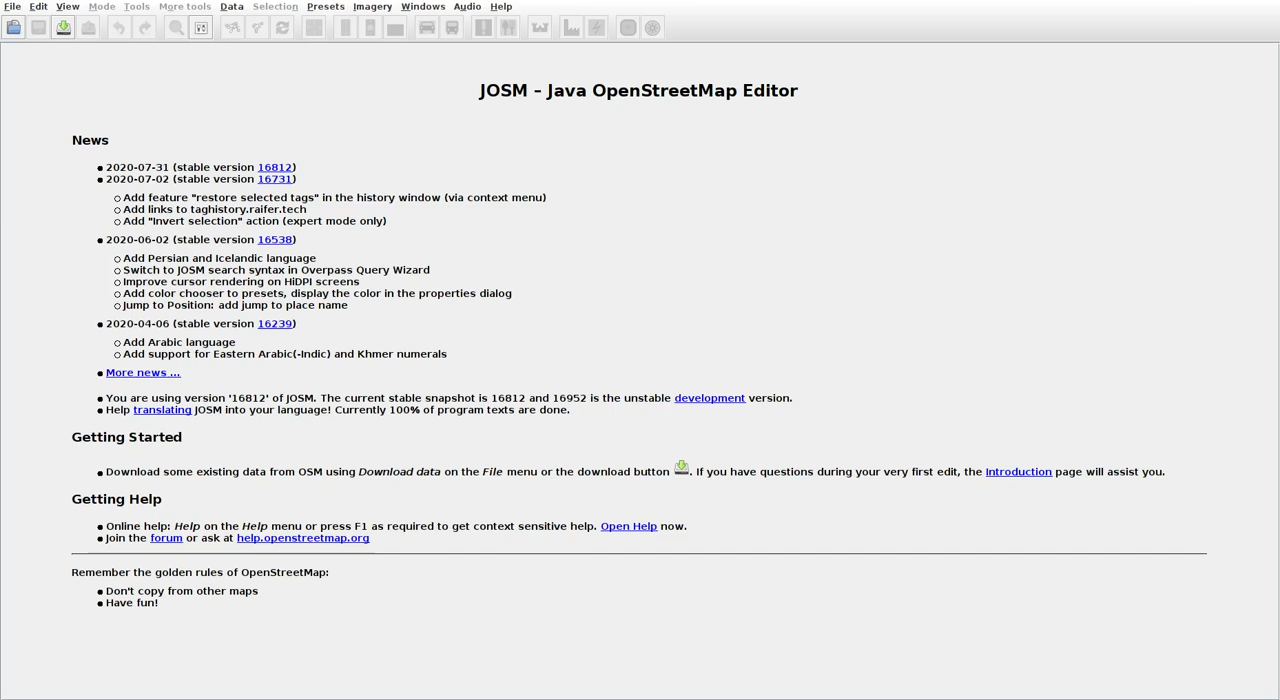 File Edit View Mode Tools More tools Data Selection Presets Imagery Windows Audio Help
JOSM – Java OpenStreetMap Editor
News
2020-07-31 (stable version 16812)
2020-07-02 (stable version 16731)
Add feature "restore selected tags" in the history window (via context menu)
Add links to taghistory.raifer.tech
Add "Invert selection" action (expert mode only)
2020-06-02 (stable version 16538)
Add Persian and Icelandic language
Switch to JOSM search syntax in Overpass Query Wizard
Improve cursor rendering on HiDPI screens
Add color chooser to presets, display the color in the properties dialog
Jump to Position: add jump to place name
2020-04-06 (stable version 16239)
Add Arabic language
Add support for Eastern Arabic(-Indic) and Khmer numerals
More news ...
You are using version '16812' of JOSM. The current stable snapshot is 16812 and 16952 is the unstable development version.
Help translating JOSM into your language! Currently 100% of program texts are done.
Getting Started
Download some existing data from OSM using Download data on the File menu or the download button . If you have questions during your very first edit, the Introduction page will assist you.
Getting Help
Online help: Help on the Help menu or press F1 as required to get context sensitive help. Open Help now.
Join the forum or ask at help.openstreetmap.org
Remember the golden rules of OpenStreetMap:
Don't copy from other maps
Have fun!